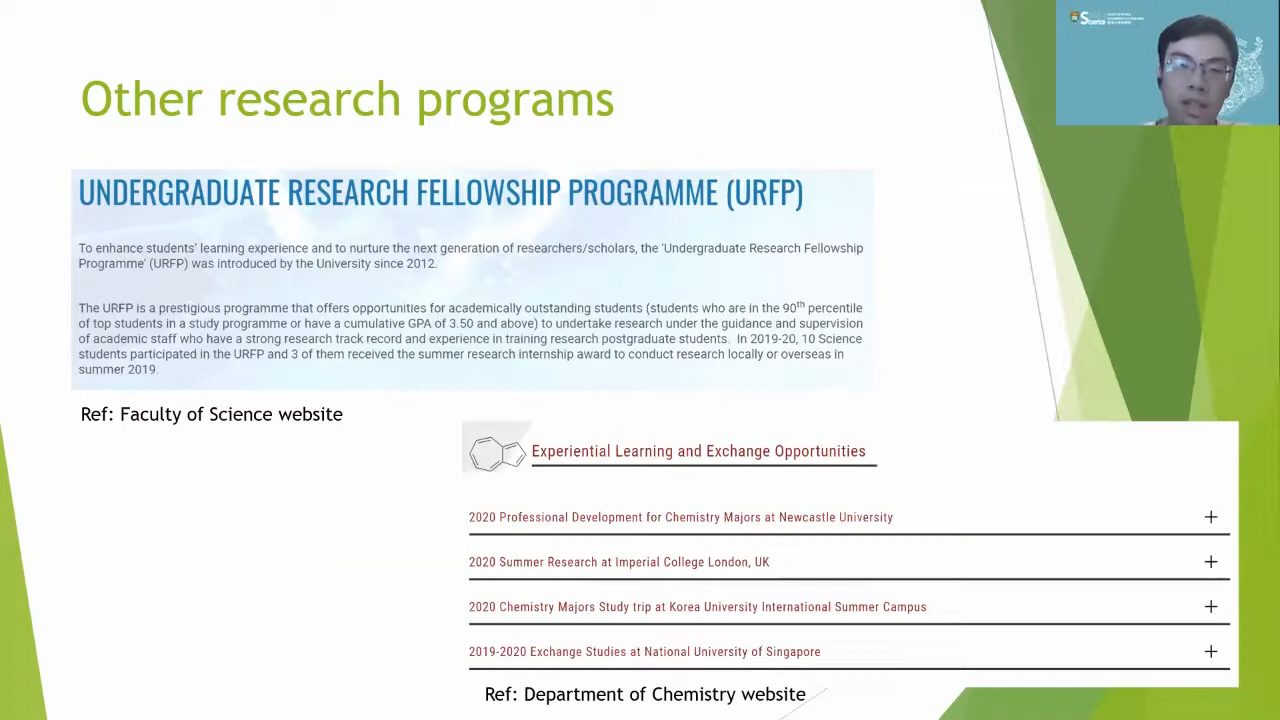 Other research programs
Science
UNDERGRADUATE RESEARCH FELLOWSHIP PROGRAMME (URFP)
To enhance students' learning experience and to nurture the next generation of researchers/scholars, the 'Undergraduate Research Fellowship
Programme' (URFP) was introduced by the University since 2012.
The URFP is a prestigious programme that offers opportunities for academically outstanding students (students who are in the 90th percentile
of top students in a study programme or have a cumulative GPA of 3.50 and above) to undertake research under the guidance and supervision
of academic staff who have a strong research track record and experience in training research postgraduate students. In 2019-20, 10 Science
students participated in the URFP and 3 of them received the summer research internship award to conduct research locally or overseas in
summer 2019.
Ref: Faculty of Science website
Experiential Learning and Exchange Opportunities
2020 Professional Development for Chemistry Majors at Newcastle University +
2020 Summer Research at Imperial College London, UK +
2020 Chemistry Majors Study trip at Korea University International Summer Campus +
2019-2020 Exchange Studies at National University of Singapore +
Ref: Department of Chemistry website